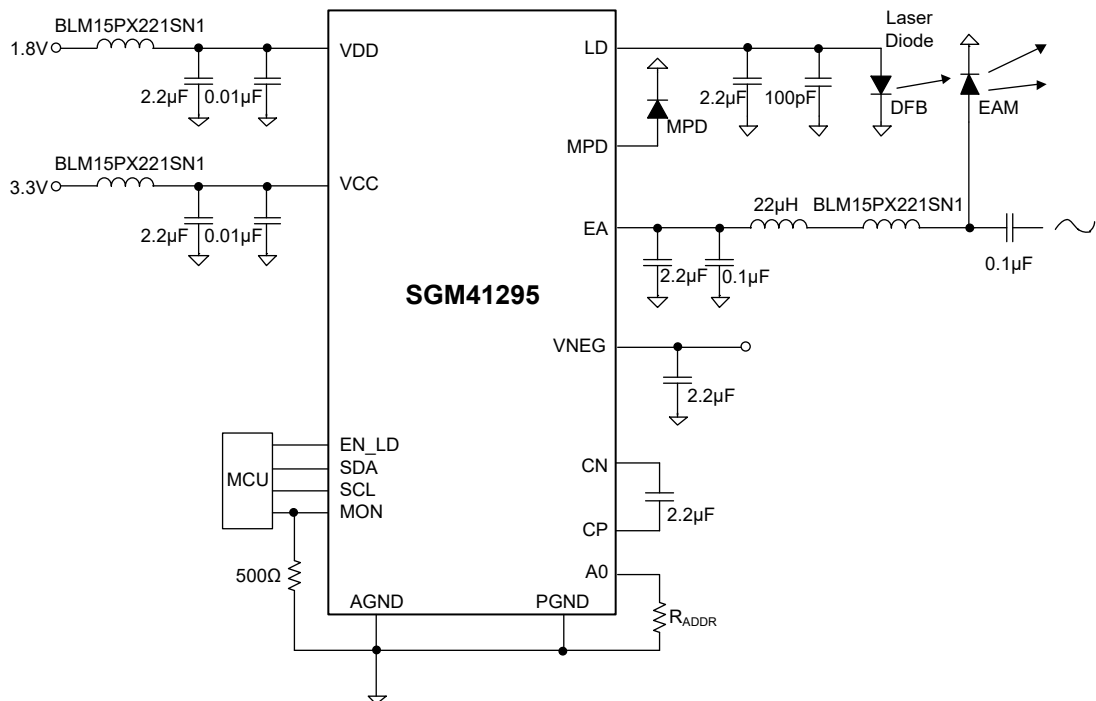 BLM15PX221SN1
1.8V
2.2µF
0.01µF
VDD
BLM15PX221SN1
3.3V
2.2µF
0.01µF
VCC
SGM41295
LD
2.2µF
100pF
Laser
Diode
DFB
EAM
MPD
MPD
EA
22µH
BLM15PX221SN1
2.2µF
0.1µF
0.1µF
VNEG
2.2µF
MCU
EN_LD
SDA
SCL
MON
500Ω
CN
CP
2.2µF
A0
RADDR
AGND
PGND